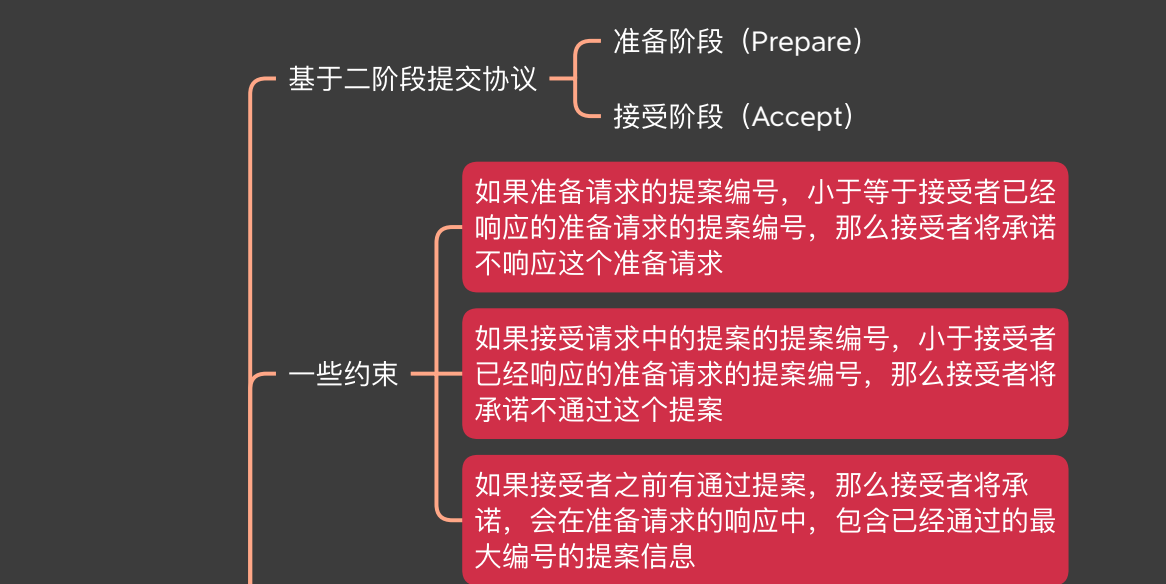 准备阶段（Prepare）
基于二阶段提交协议
接受阶段（Accept）
如果准备请求的提案编号，小于等于接受者已经
响应的准备请求的提案编号，那么接受者将承诺
不响应这个准备请求
一些约束
如果接受请求中的提案的提案编号，小于接受者
已经响应的准备请求的提案编号，那么接受者将
承诺不通过这个提案
如果接受者之前有通过提案，那么接受者将承
诺，会在准备请求的响应中，包含已经通过的最
大编号的提案信息